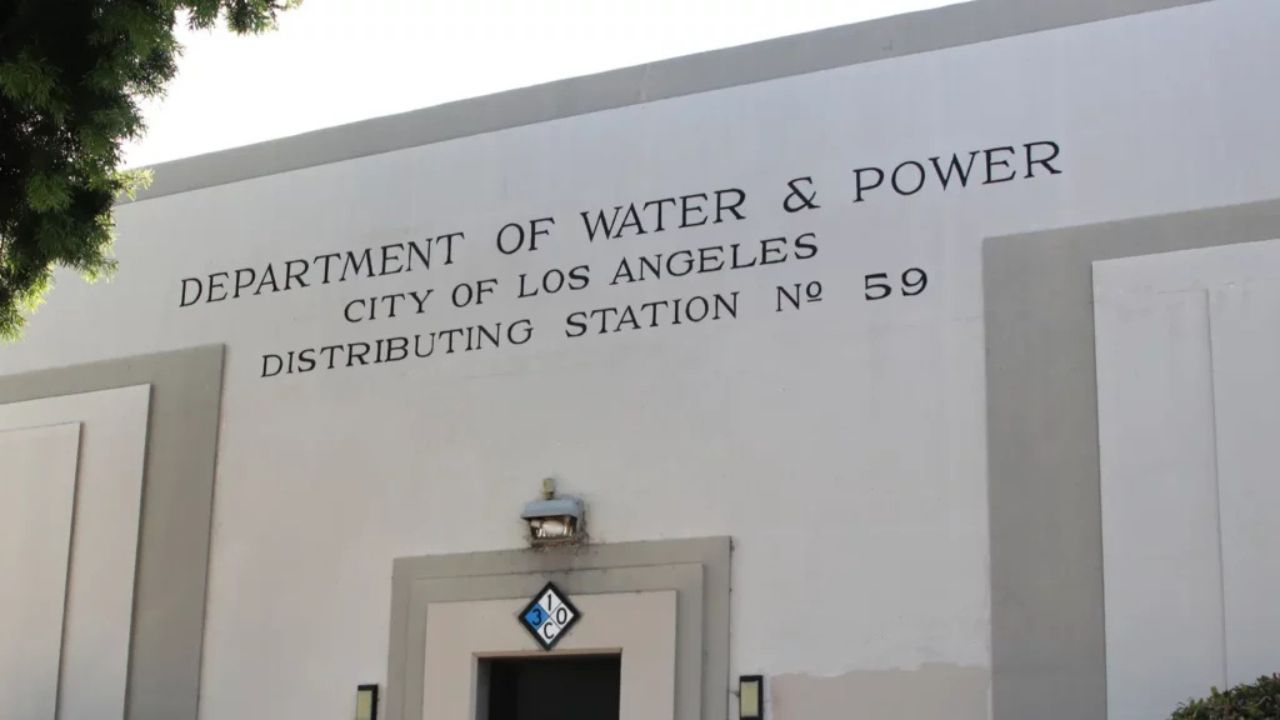 DEPARTMENT OF WATER & POWER
CITY OF LOS ANGELES
DISTRIBUTING STATION Nº 59
1
3 0
C